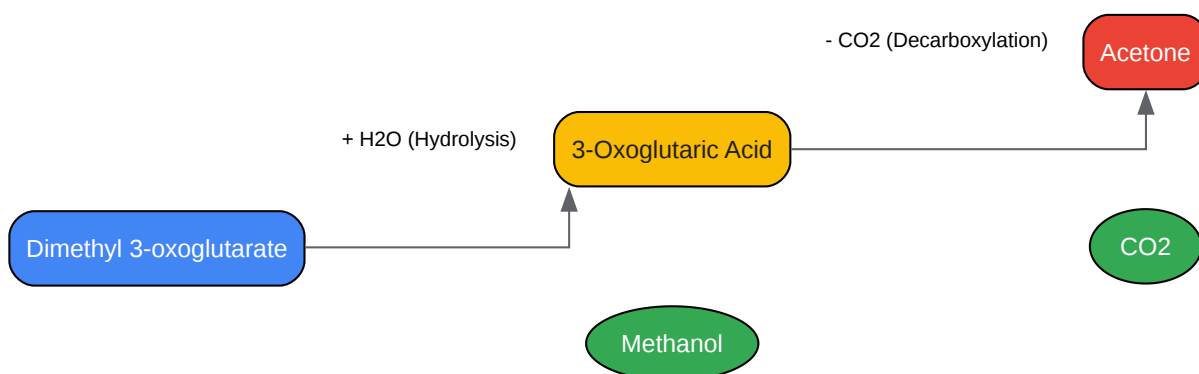 - CO2 (Decarboxylation)
Acetone
+ H2O (Hydrolysis)
3-Oxoglutaric Acid
Dimethyl 3-oxoglutarate
CO2
Methanol